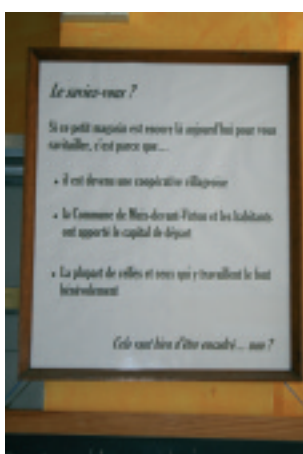 Le saviez-vous ?
Si ce petit magasin est encore là aujourd'hui pour vous
ravitailler, c'est parce que...
• il est devenu une coopérative villageoise
• la Commune de Meix-devant-Virton et les habitants
ont apporté le capital de départ
• La plupart de celles et ceux qui y travaillent le font
bénévolement
Cela vaut bien d'être encadré... non ?